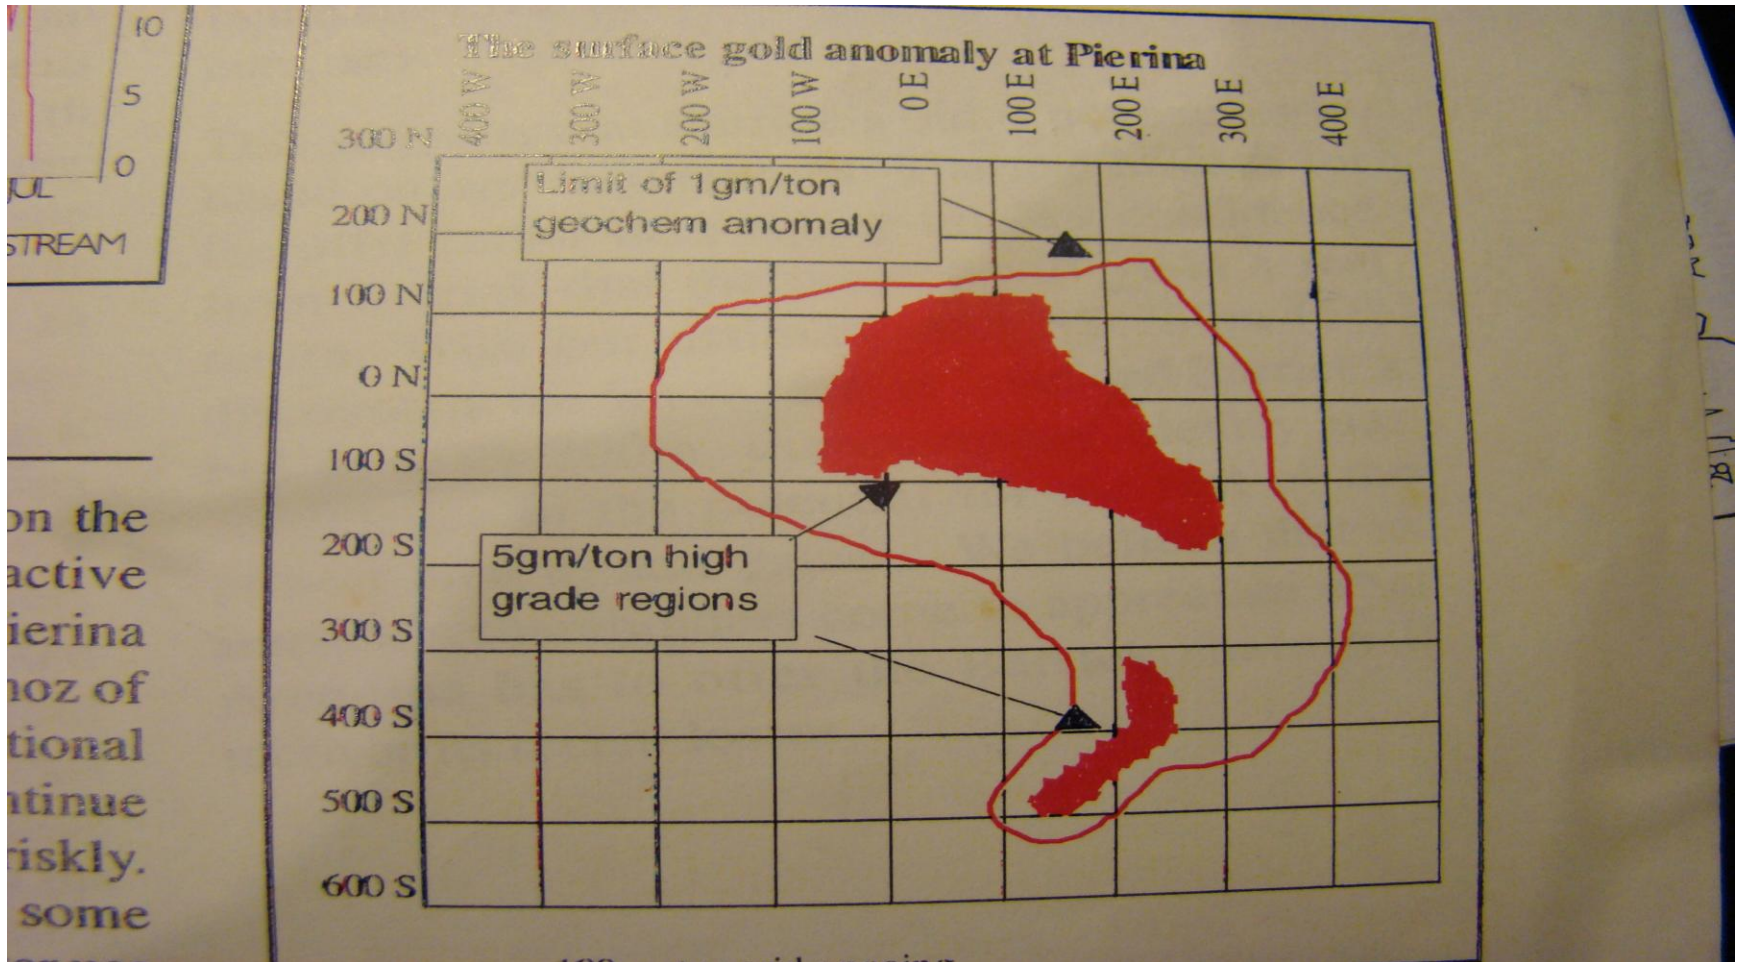 10
5
0
JUL
STREAM
on the
active
ierina
noz of
tional
ntinue
riskly.
some
The surface gold anomaly at Pierina
400 W
300 W
200 W
100 W
0 E
100 E
200 E
300 E
400 E
300 N
200 N
100 N
0 N
100 S
200 S
300 S
400 S
500 S
600 S
Limit of 1gm/ton
geochem anomaly
5gm/ton high
grade regions